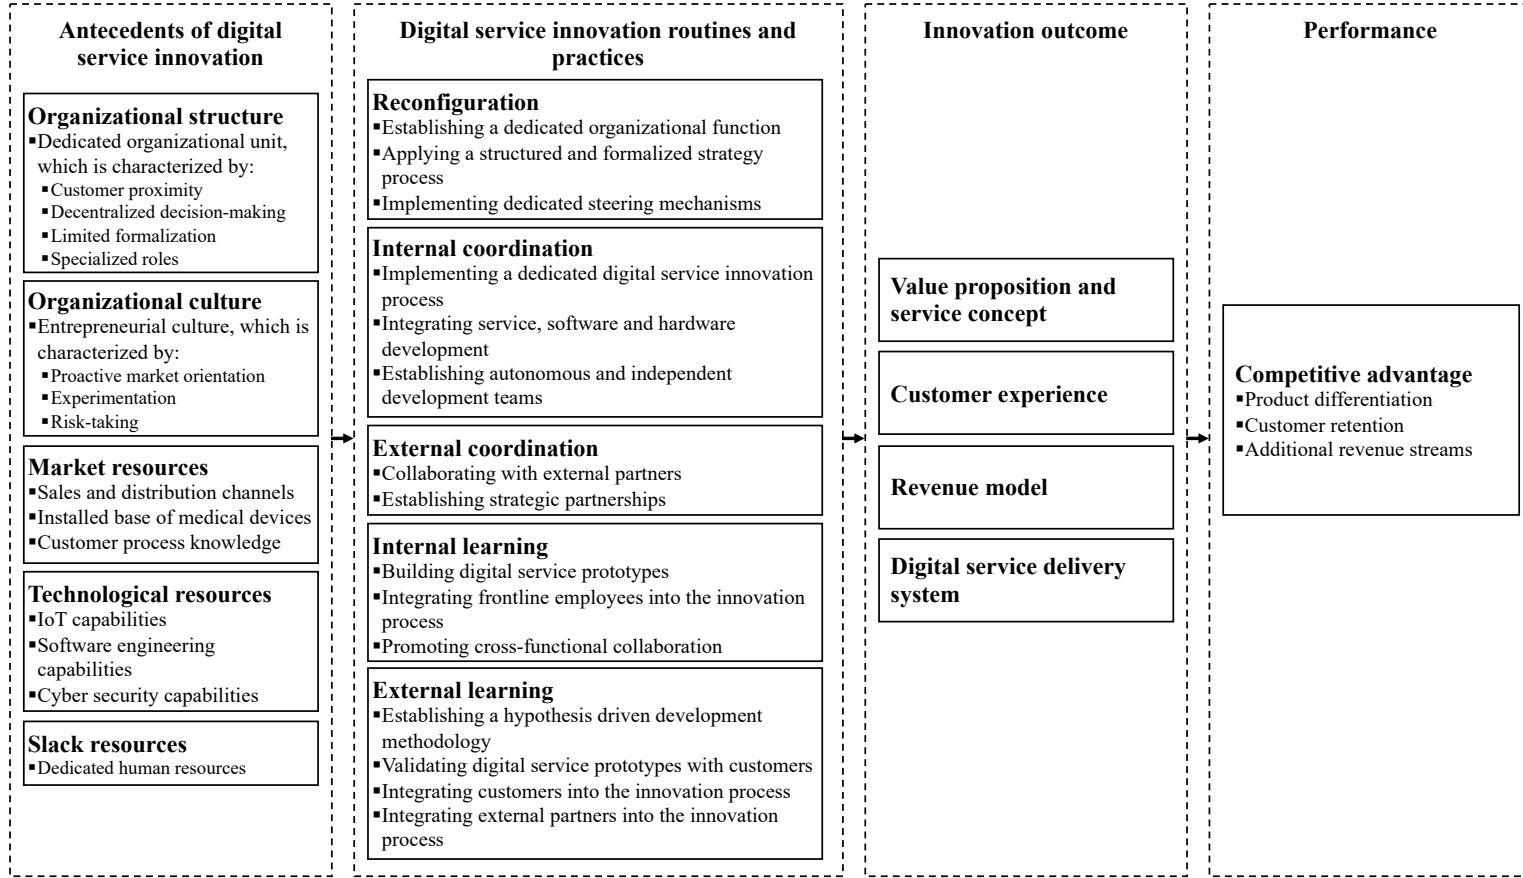 Antecedents of digital
service innovation
Organizational structure
▪Dedicated organizational unit,
which is characterized by:
▪Customer proximity
▪Decentralized decision-making
▪Limited formalization
▪Specialized roles
Organizational culture
▪Entrepreneurial culture, which is
characterized by:
▪Proactive market orientation
▪Experimentation
▪Risk-taking
Market resources
▪Sales and distribution channels
▪Installed base of medical devices
▪Customer process knowledge
Technological resources
▪IoT capabilities
▪Software engineering
capabilities
▪Cyber security capabilities
Slack resources
▪Dedicated human resources
Digital service innovation routines and
practices
Reconfiguration
▪Establishing a dedicated organizational function
▪Applying a structured and formalized strategy
process
▪Implementing dedicated steering mechanisms
Internal coordination
▪Implementing a dedicated digital service innovation
process
▪Integrating service, software and hardware
development
▪Establishing autonomous and independent
development teams
External coordination
▪Collaborating with external partners
▪Establishing strategic partnerships
Internal learning
▪Building digital service prototypes
▪Integrating frontline employees into the innovation
process
▪Promoting cross-functional collaboration
External learning
▪Establishing a hypothesis driven development
methodology
▪Validating digital service prototypes with customers
▪Integrating customers into the innovation process
▪Integrating external partners into the innovation
process
Innovation outcome
Value proposition and
service concept
Customer experience
Revenue model
Digital service delivery
system
Performance
Competitive advantage
▪Product differentiation
▪Customer retention
▪Additional revenue streams